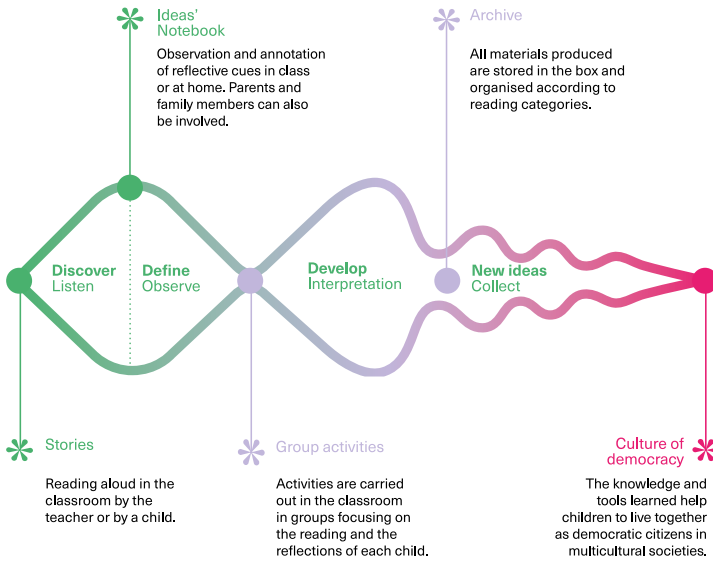 Ideas’
Notebook
Observation and annotation
of reflective cues in class
or at home. Parents and
family members can also
be involved.
Archive
All materials produced
are stored in the box and
organised according to
reading categories.
Discover
Listen
Define
Observe
Develop
Interpretation
New ideas
Collect
Stories
Reading aloud in the
classroom by the
teacher or by a child.
Group activities
Activities are carried
out in the classroom
in groups focusing on
the reading and the
reflections of each child.
Culture of
democracy
The knowledge and
tools learned help
children to live together
as democratic citizens in
multicultural societies.